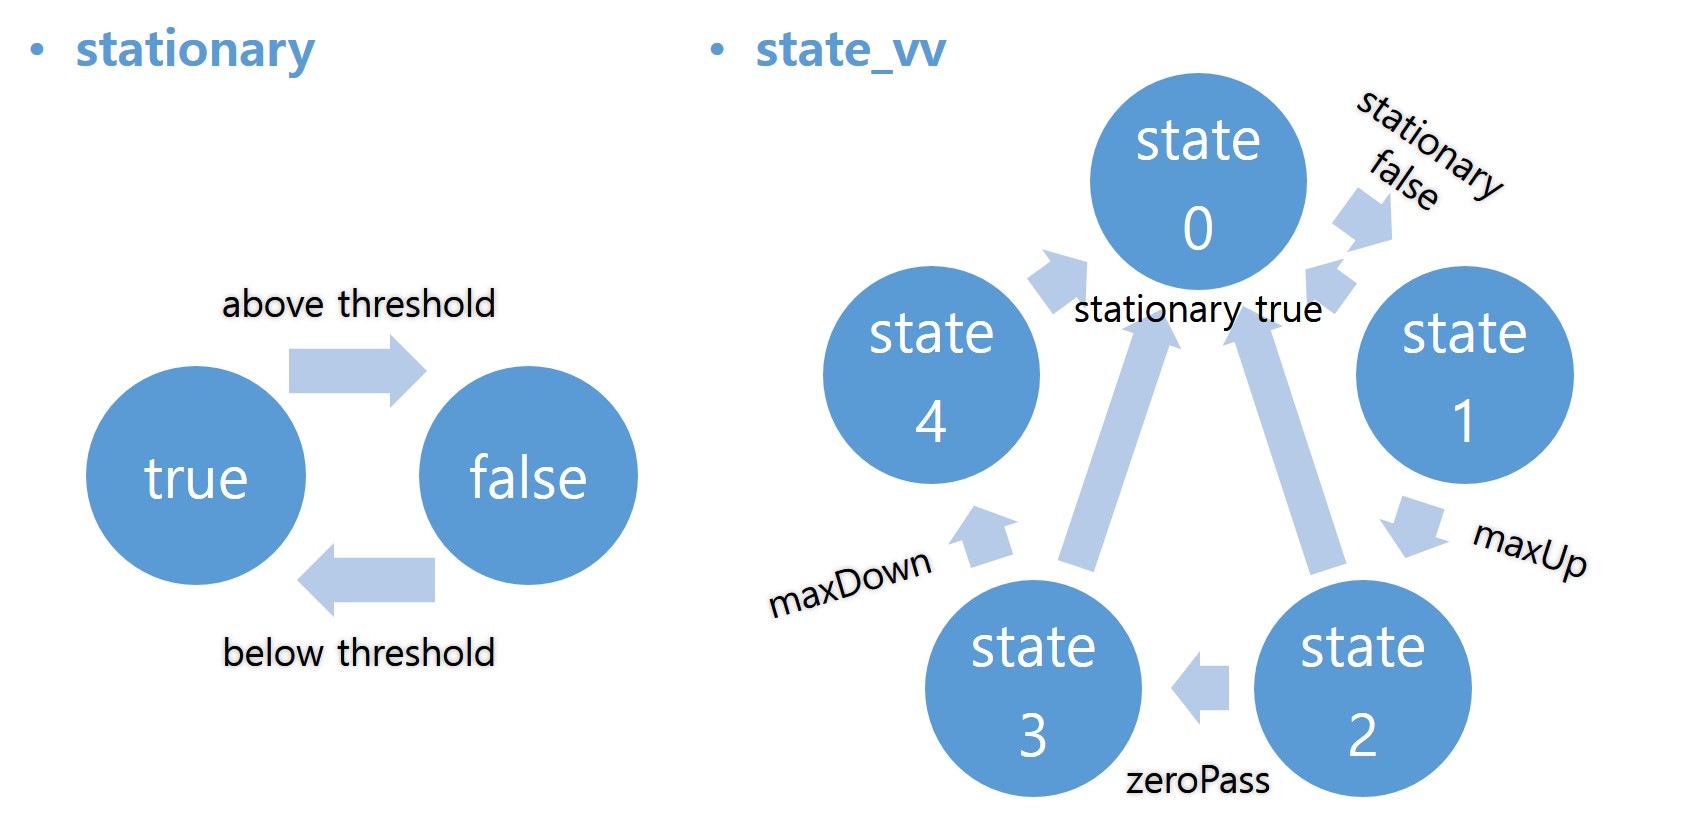 • stationary
above threshold
true
false
below threshold
• state_vv
state
0
stationary
false
stationary true
state
4
state
1
maxUp
maxDown
state
3
state
2
zeroPass